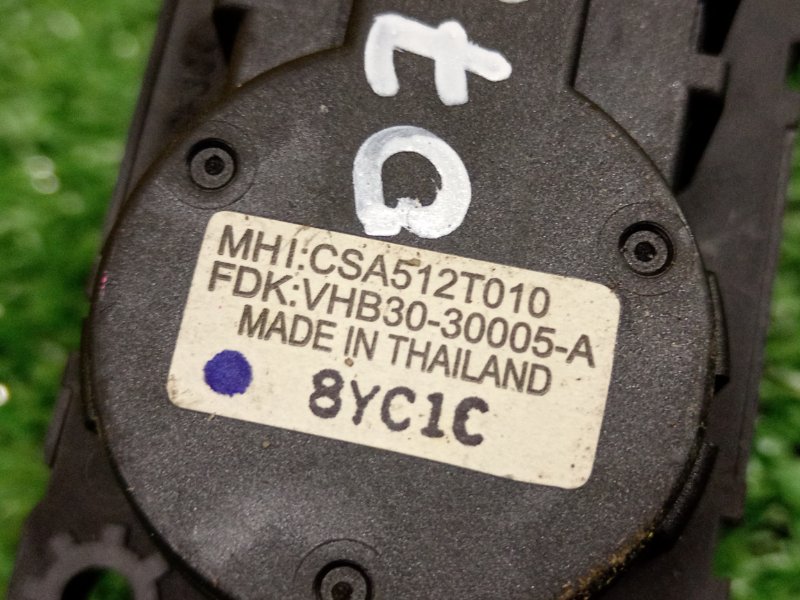 MHI:CSA512T010
FDK:VHB30-30005-A
MADE IN THAILAND
8YC1C